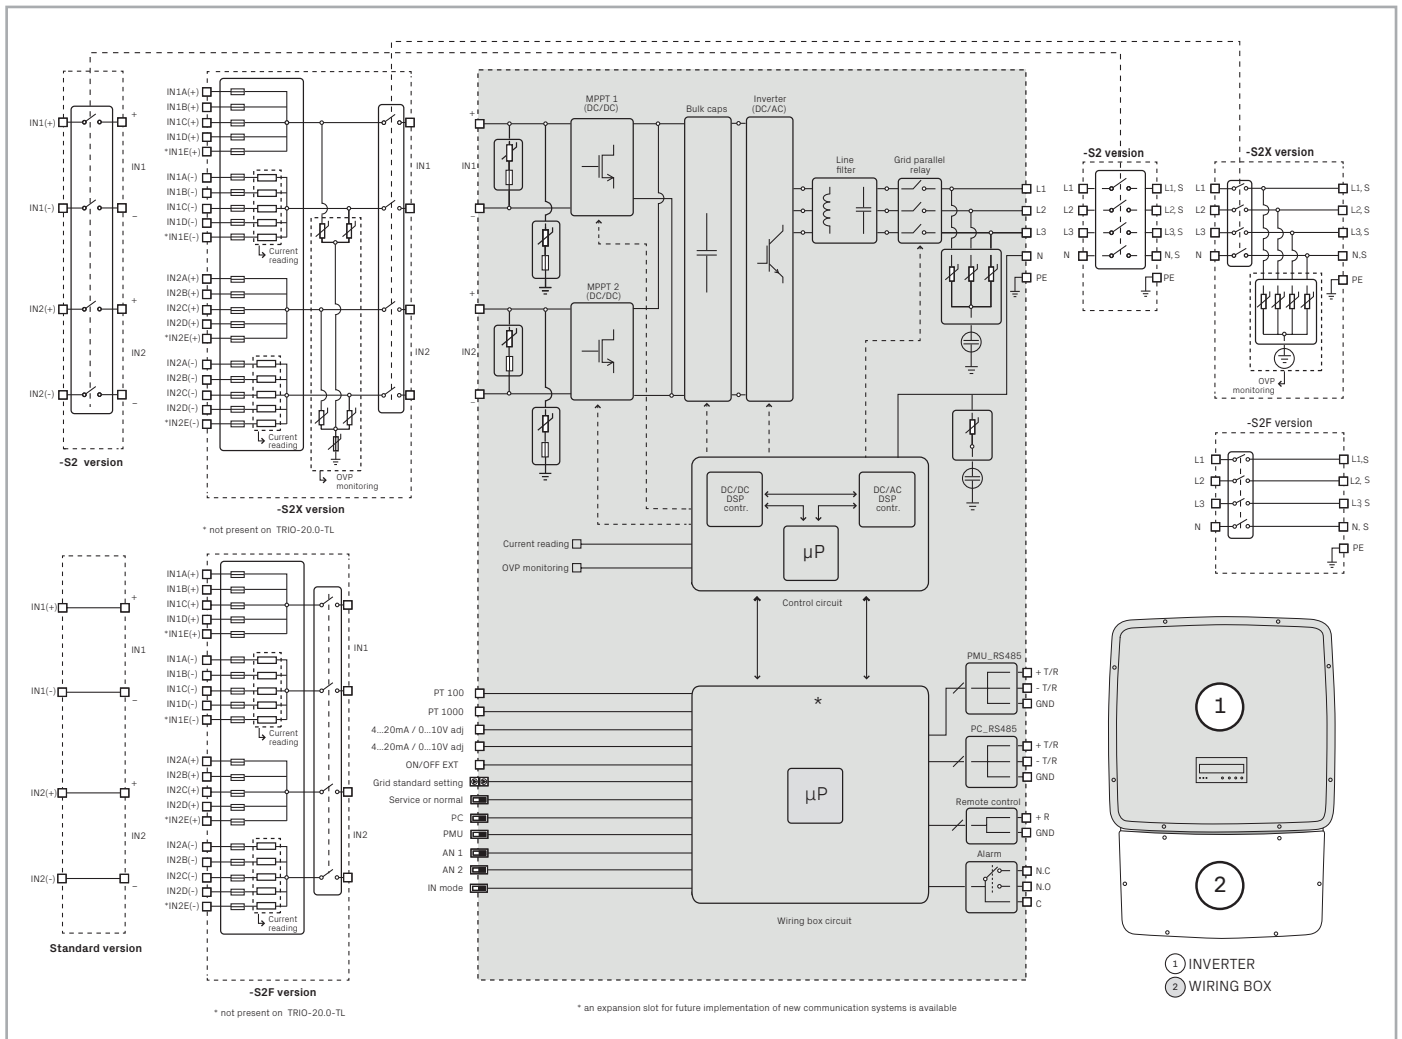 IN1(+)
+
IN1
IN1(-)
_
IN2(+)
+
IN2
IN2(-)
_
-S2 version
IN1A(+)
IN1B(+)
IN1C(+)
IN1D(+)
*IN1E(+)
IN1A(-)
IN1B(-)
IN1C(-)
IN1D(-)
*IN1E(-)
Current
reading
IN1
IN2A(+)
IN2B(+)
IN2C(+)
IN2D(+)
*IN2E(+)
IN2A(-)
IN2B(-)
IN2C(-)
IN2D(-)
*IN2E(-)
Current
reading
IN2
OVP
monitoring
-S2X version
* not present on TRIO-20.0-TL
IN1(+)
+
IN1
IN1(-)
_
IN2(+)
+
IN2
IN2(-)
_
Standard version
IN1A(+)
IN1B(+)
IN1C(+)
IN1D(+)
*IN1E(+)
IN1A(-)
IN1B(-)
IN1C(-)
IN1D(-)
*IN1E(-)
Current
reading
IN1
IN2A(+)
IN2B(+)
IN2C(+)
IN2D(+)
*IN2E(+)
IN2A(-)
IN2B(-)
IN2C(-)
IN2D(-)
*IN2E(-)
Current
reading
IN2
-S2F version
* not present on TRIO-20.0-TL
+
IN1
_
+
IN2
_
MPPT 1
(DC/DC)
MPPT 2
(DC/DC)
Bulk caps
Inverter
(DC/AC)
Line
filter
Grid parallel
relay
L1
L2
L3
N
PE
DC/DC
DSP
contr.
DC/AC
DSP
contr.
µP
Current reading
OVP monitoring
Control circuit
PT 100
PT 1000
4...20mA / 0...10V adj
4...20mA / 0...10V adj
ON/OFF EXT
Grid standard setting
Service or normal
PC
PMU
AN 1
AN 2
IN mode
*
µP
Wiring box circuit
PMU_RS485
+ T/R
- T/R
GND
PC_RS485
+ T/R
- T/R
GND
Remote control
+ R
GND
Alarm
N.C
N.O
C
* an expansion slot for future implementation of new communication systems is available
-S2 version
L1
L2
L3
N
L1, S
L2, S
L3, S
N, S
PE
-S2X version
L1
L2
L3
N
L1, S
L2, S
L3, S
N,S
PE
OVP
monitoring
-S2F version
L1
L2
L3
N
L1,S
L2, S
L3, S
N, S
PE
1
2
1 INVERTER
2 WIRING BOX